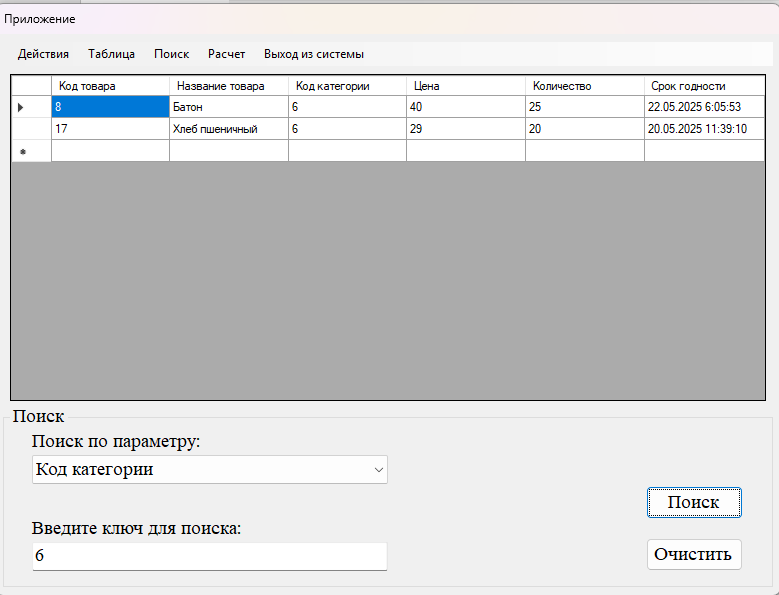 Приложение
Действия Таблица Поиск Расчет Выход из системы
Код товара Название товара Код категории Цена Количество Срок годности
8 Батон 6 40 25 22.05.2025 6:05:53
17 Хлеб пшеничный 6 29 20 20.05.2025 11:39:10
Поиск
Поиск по параметру:
Код категории
Поиск
Введите ключ для поиска:
6
Очистить